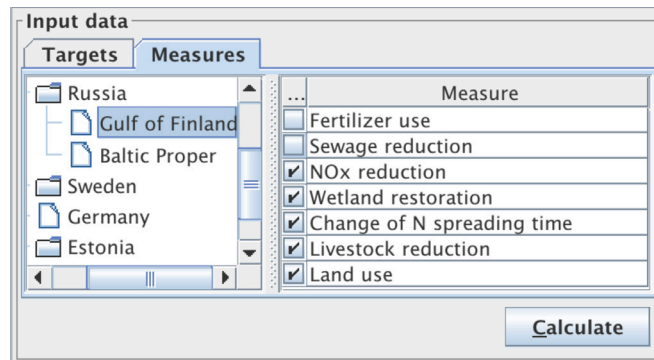 Input data
Targets Measures
Russia
Gulf of Finland
Baltic Proper
Sweden
Germany
Estonia
... Measure
Fertilizer use
Sewage reduction
NOx reduction
Wetland restoration
Change of N spreading time
Livestock reduction
Land use
Calculate